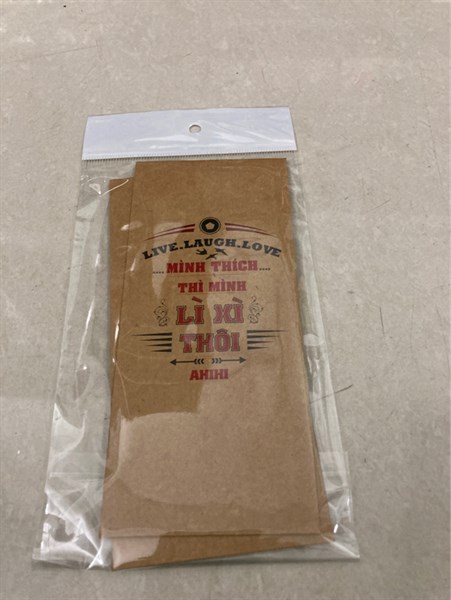 LIVE.LAUGH.LOVE
.... MÌNH THÍCH ....
THÌ MÌNH
LÌ XÌ
THÔI
AHIHI